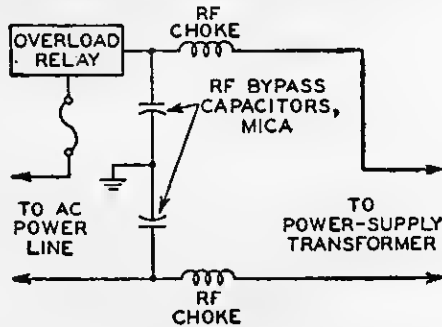 RF
CHOKE
OVERLOAD
RELAY
RF BYPASS
CAPACITORS,
MICA
TO AC
POWER
LINE
TO
POWER-SUPPLY
TRANSFORMER
RF
CHOKE